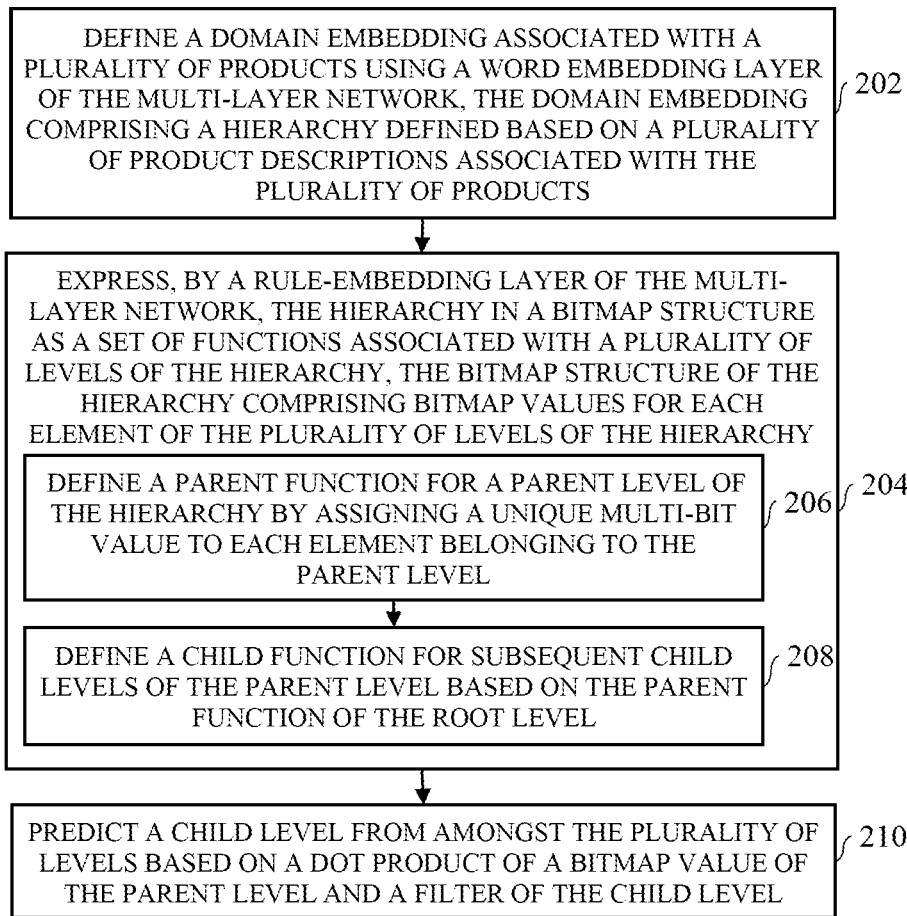 DEFINE A DOMAIN EMBEDDING ASSOCIATED WITH A
PLURALITY OF PRODUCTS USING A WORD EMBEDDING LAYER
OF THE MULTI-LAYER NETWORK, THE DOMAIN EMBEDDING
COMPRISING A HIERARCHY DEFINED BASED ON A PLURALITY
OF PRODUCT DESCRIPTIONS ASSOCIATED WITH THE
PLURALITY OF PRODUCTS
202
EXPRESS, BY A RULE-EMBEDDING LAYER OF THE MULTI-
LAYER NETWORK, THE HIERARCHY IN A BITMAP STRUCTURE
AS A SET OF FUNCTIONS ASSOCIATED WITH A PLURALITY OF
LEVELS OF THE HIERARCHY, THE BITMAP STRUCTURE OF THE
HIERARCHY COMPRISING BITMAP VALUES FOR EACH
ELEMENT OF THE PLURALITY OF LEVELS OF THE HIERARCHY
204
DEFINE A PARENT FUNCTION FOR A PARENT LEVEL OF
THE HIERARCHY BY ASSIGNING A UNIQUE MULTI-BIT
VALUE TO EACH ELEMENT BELONGING TO THE
PARENT LEVEL
206
DEFINE A CHILD FUNCTION FOR SUBSEQUENT CHILD
LEVELS OF THE PARENT LEVEL BASED ON THE PARENT
FUNCTION OF THE ROOT LEVEL
208
PREDICT A CHILD LEVEL FROM AMONGST THE PLURALITY OF
LEVELS BASED ON A DOT PRODUCT OF A BITMAP VALUE OF
THE PARENT LEVEL AND A FILTER OF THE CHILD LEVEL
210